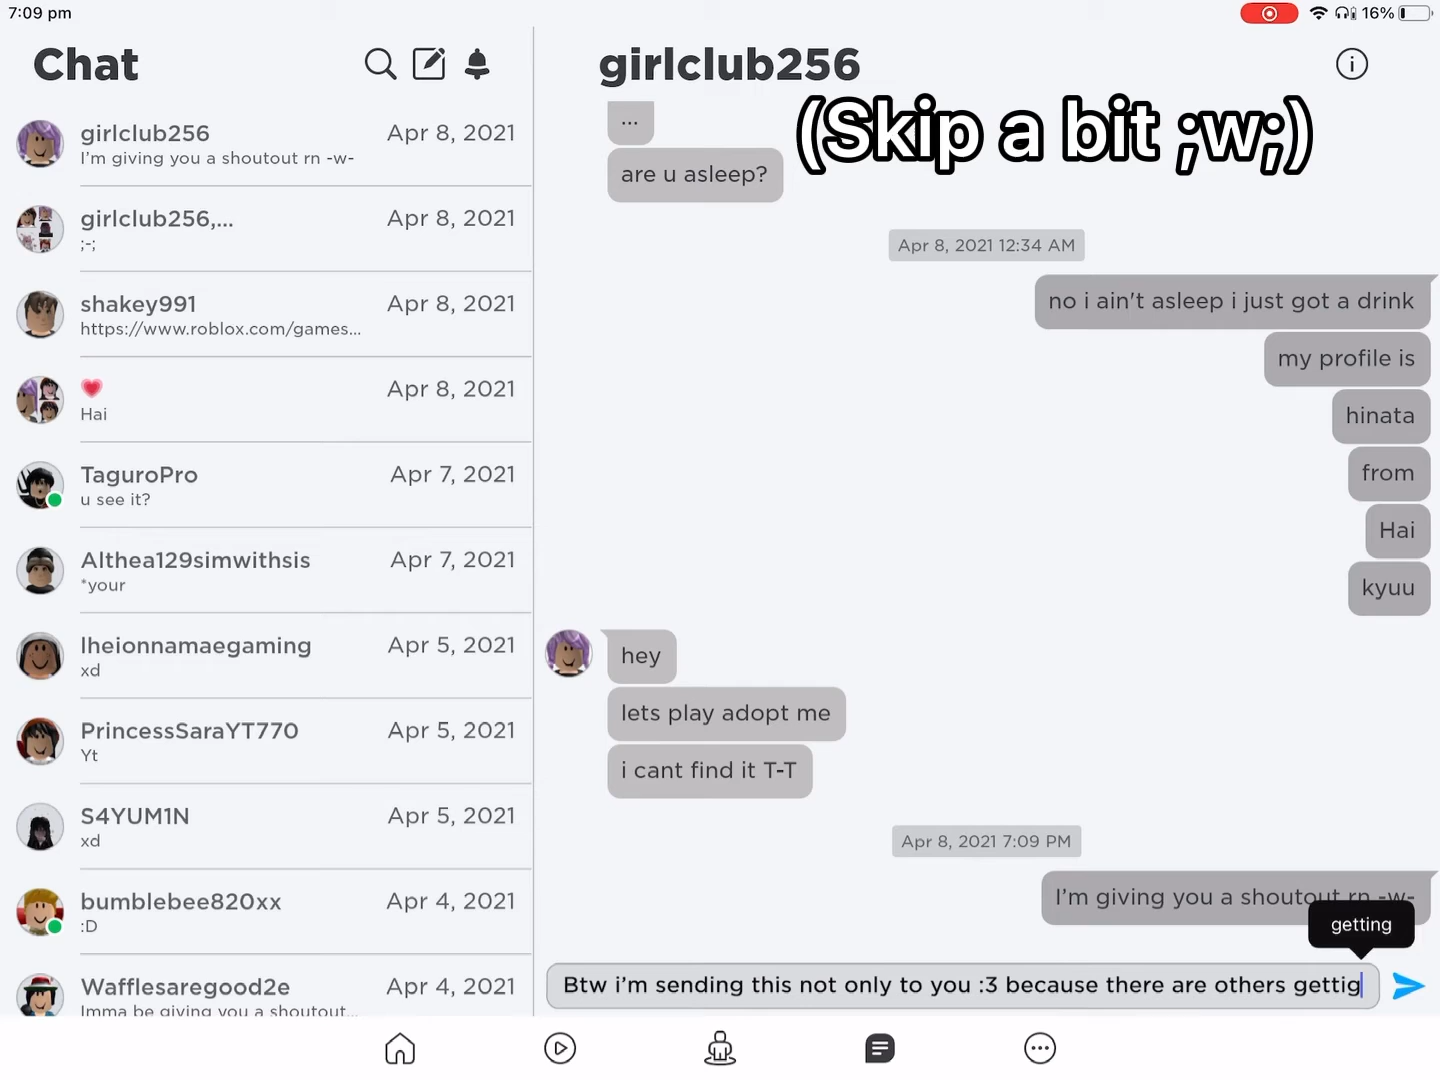 7:09 pm
16%
Chat
girlclub256
Apr 8, 2021
I'm giving you a shoutout rn -w-
girlclub256,...
Apr 8, 2021
;-;
shakey991
Apr 8, 2021
https://www.roblox.com/games...
Apr 8, 2021
Hai
TaguroPro
Apr 7, 2021
u see it?
Althea129simwithsis
Apr 7, 2021
*your
lheionnamaegaming
Apr 5, 2021
xd
PrincessSaraYT770
Apr 5, 2021
Yt
S4YUM1N
Apr 5, 2021
xd
bumblebee820xx
Apr 4, 2021
:D
Wafflesaregood2e
Apr 4, 2021
Imma be giving you a shoutout...
girlclub256
(Skip a bit ;w;)
...
are u asleep?
Apr 8, 2021 12:34 AM
no i ain't asleep i just got a drink
my profile is
hinata
from
Hai
kyuu
hey
lets play adopt me
i cant find it T-T
Apr 8, 2021 7:09 PM
I'm giving you a shoutout rn -w-
getting
Btw i'm sending this not only to you :3 because there are others gettig